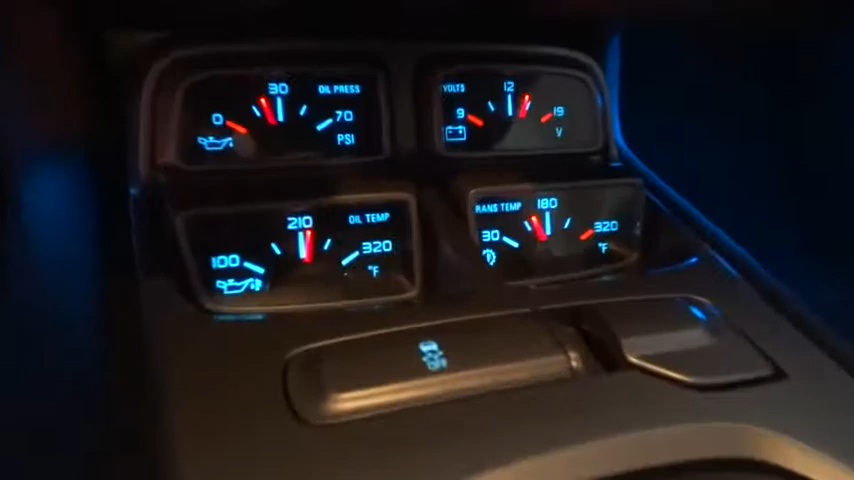 30 OIL PRESS
0 70
PSI
VOLTS 12
9 19
V
210 OIL TEMP
100 320
°F
RANS TEMP 180
30 320
°F